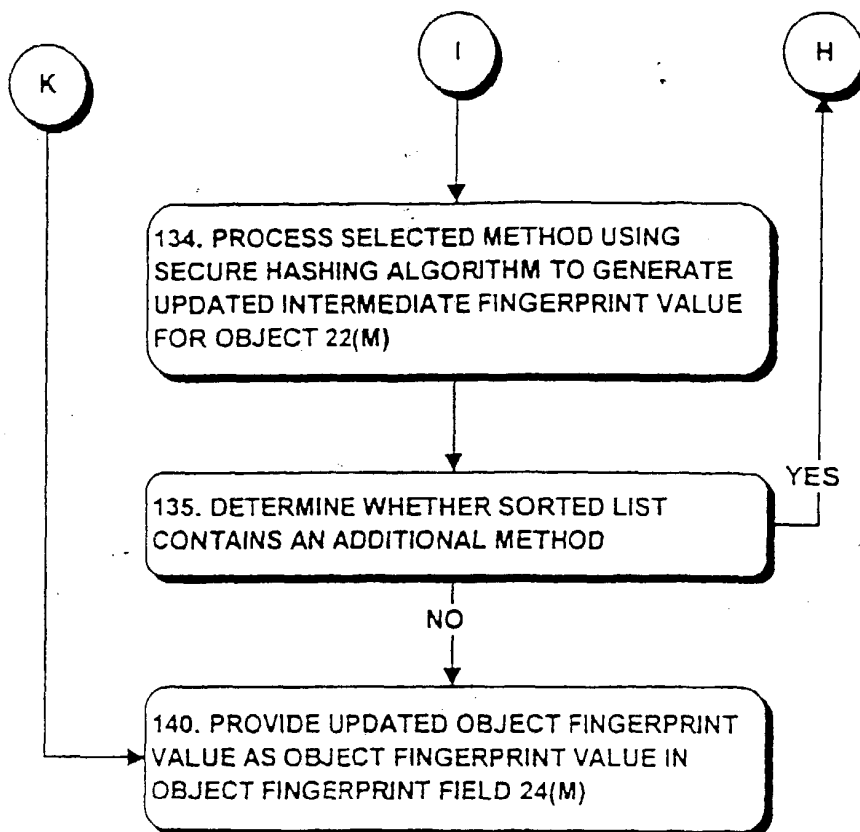 K
I
H
134. PROCESS SELECTED METHOD USING
SECURE HASHING ALGORITHM TO GENERATE
UPDATED INTERMEDIATE FINGERPRINT VALUE
FOR OBJECT 22(M)
YES
135. DETERMINE WHETHER SORTED LIST
CONTAINS AN ADDITIONAL METHOD
NO
140. PROVIDE UPDATED OBJECT FINGERPRINT
VALUE AS OBJECT FINGERPRINT VALUE IN
OBJECT FINGERPRINT FIELD 24(M)